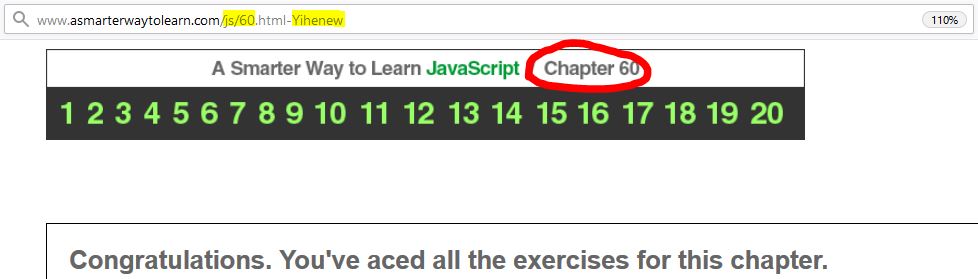 www.asmarterwaytolearn.com/js/60.html-Yihenew 110%
A Smarter Way to Learn JavaScript Chapter 60
1 2 3 4 5 6 7 8 9 10 11 12 13 14 15 16 17 18 19 20
Congratulations. You've aced all the exercises for this chapter.